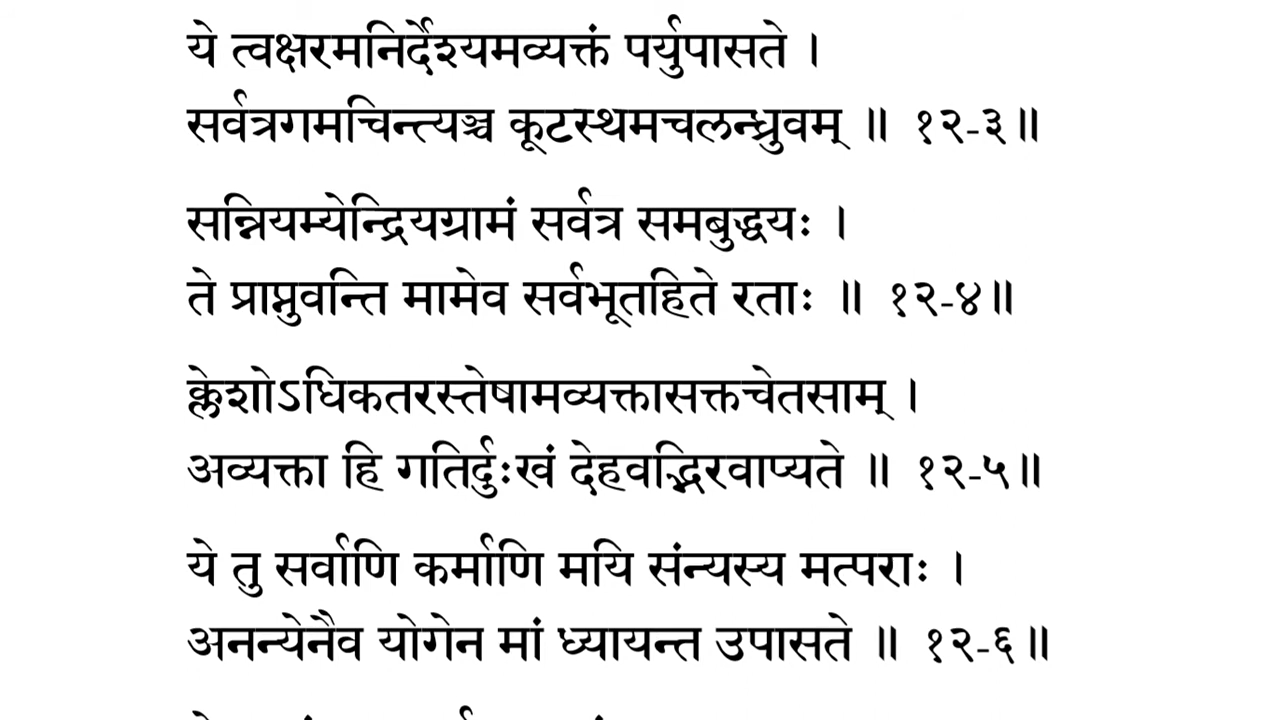 ये त्वक्षरमनिर्देश्यमव्यक्तं पर्युपासते ।
सर्वत्रगमचिन्त्यञ्च कूटस्थमचलन्ध्रुवम् ॥ १२-३॥
सन्नियम्येन्द्रियग्रामं सर्वत्र समबुद्धयः ।
ते प्राप्नुवन्ति मामेव सर्वभूतहिते रताः ॥ १२-४॥
क्लेशोऽधिकतरस्तेषामव्यक्तासक्तचेतसाम् ।
अव्यक्ता हि गतिर्दुःखं देहवद्भिरवाप्यते ॥ १२-५॥
ये तु सर्वाणि कर्माणि मयि संन्यस्य मत्पराः ।
अनन्येनैव योगेन मां ध्यायन्त उपासते ॥ १२-६॥